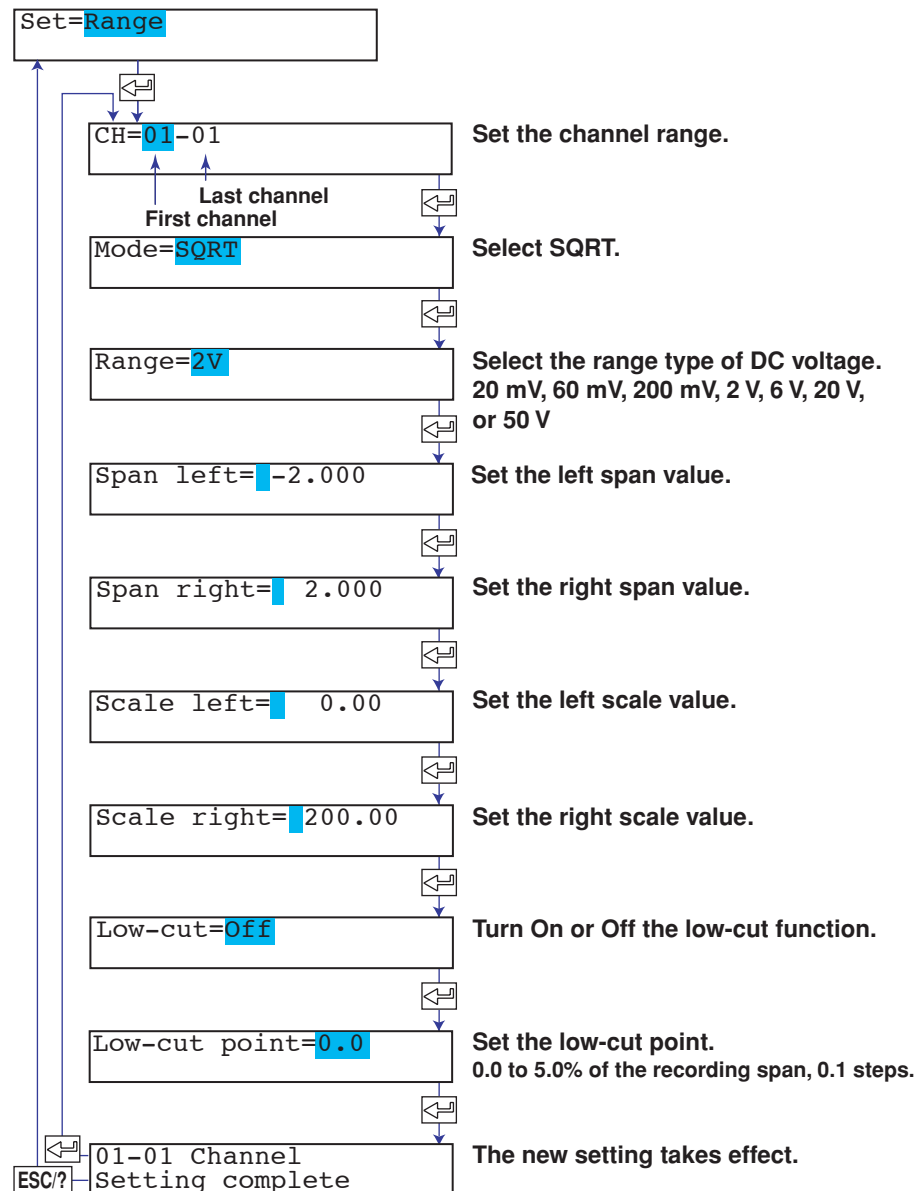 Set=Range
CH=01-01
Set the channel range.
Last channel
First channel
Mode=SQRT
Select SQRT.
Range=2V
Select the range type of DC voltage.
20 mV, 60 mV, 200 mV, 2 V, 6 V, 20 V,
or 50 V
Span left= -2.000
Set the left span value.
Span right= 2.000
Set the right span value.
Scale left= 0.00
Set the left scale value.
Scale right= 200.00
Set the right scale value.
Low-cut=Off
Turn On or Off the low-cut function.
Low-cut point=0.0
Set the low-cut point.
0.0 to 5.0% of the recording span, 0.1 steps.
01-01 Channel
The new setting takes effect.
ESC/?
Setting complete